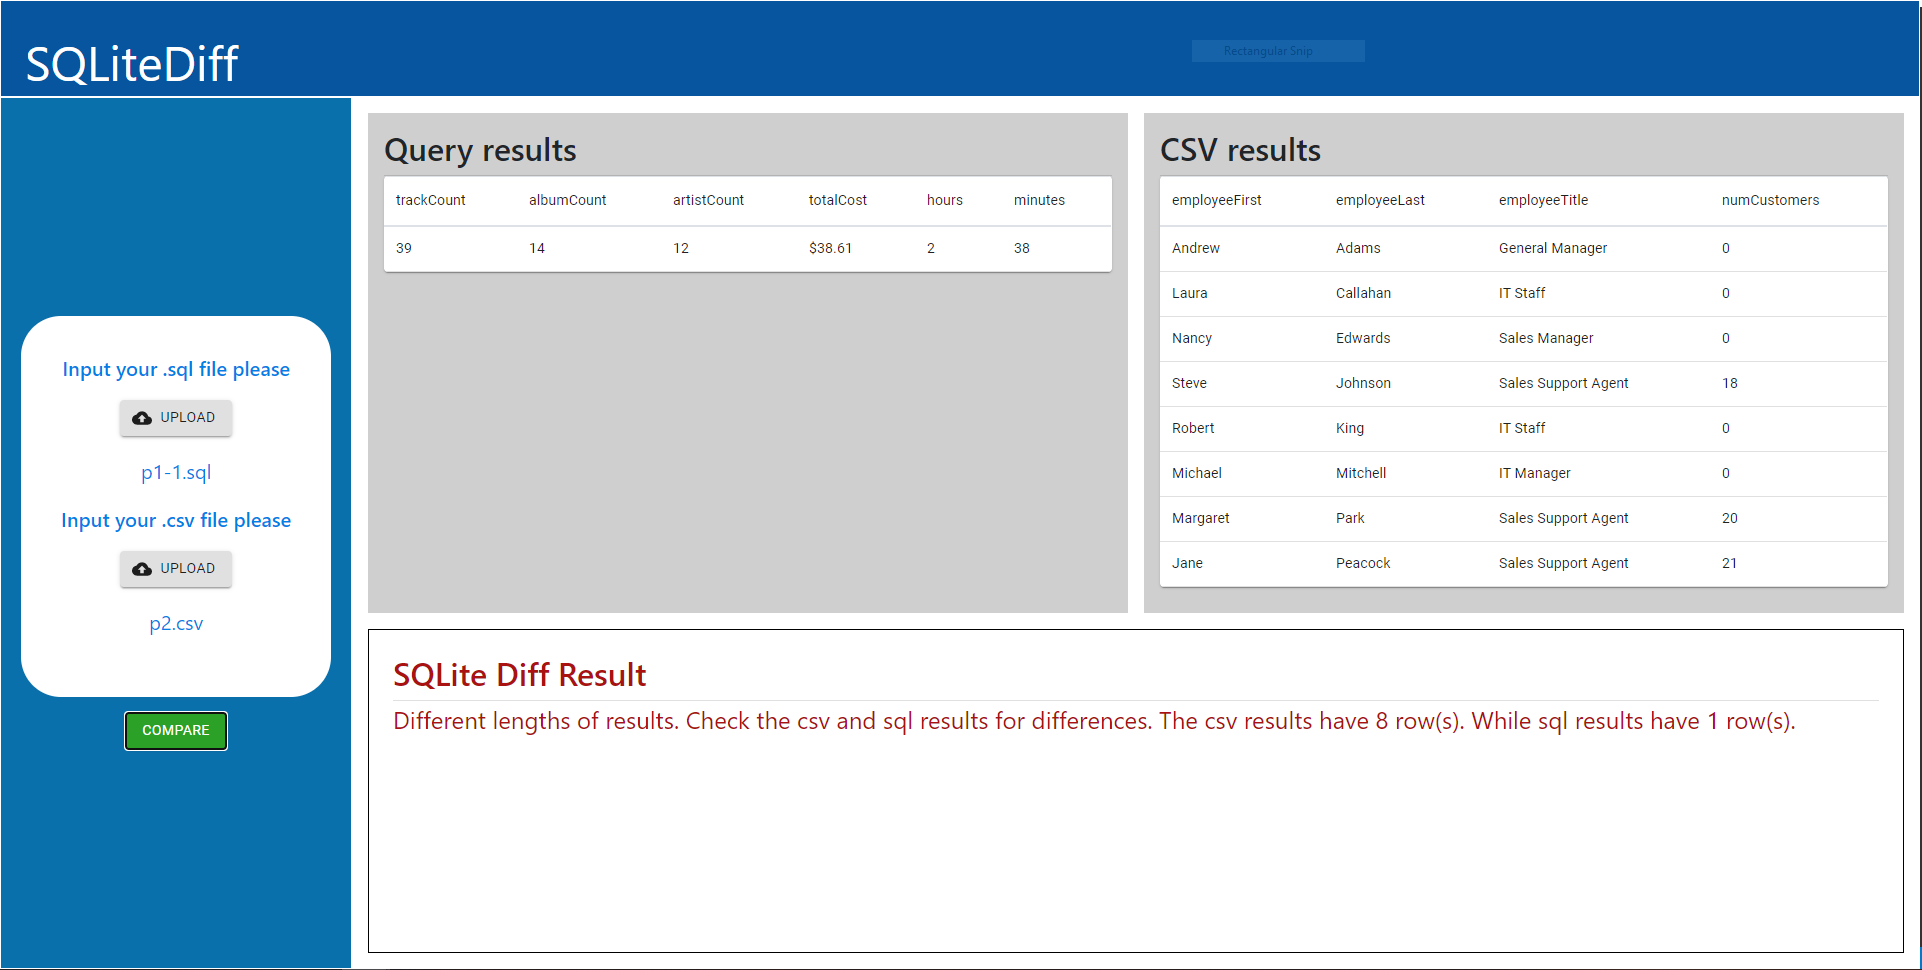 SQLiteDiff
Rectangular Snip
Input your .sql file please
UPLOAD
p1-1.sql
Input your .csv file please
UPLOAD
p2.csv
COMPARE
Query results
trackCount albumCount artistCount totalCost hours minutes
39 14 12 $38.61 2 38
CSV results
employeeFirst employeeLast employeeTitle numCustomers
Andrew Adams General Manager 0
Laura Callahan IT Staff 0
Nancy Edwards Sales Manager 0
Steve Johnson Sales Support Agent 18
Robert King IT Staff 0
Michael Mitchell IT Manager 0
Margaret Park Sales Support Agent 20
Jane Peacock Sales Support Agent 21
SQLite Diff Result
Different lengths of results. Check the csv and sql results for differences. The csv results have 8 row(s). While sql results have 1 row(s).